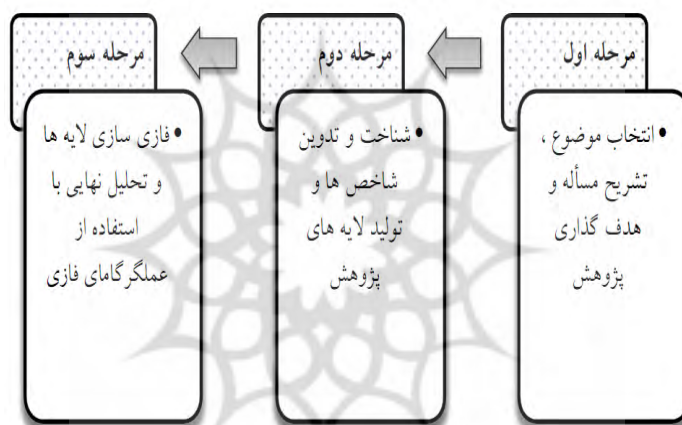 مرحله اول
انتخاب موضوع ،
تشریح مسأله و
هدف گذاری
پژوهش
مرحله دوم
شناخت و تدوین
شاخص ها و
تولید لایه های
پژوهش
مرحله سوم
فازی سازی لایه ها
و تحلیل نهایی با
استفاده از
عملگرگامای فازی